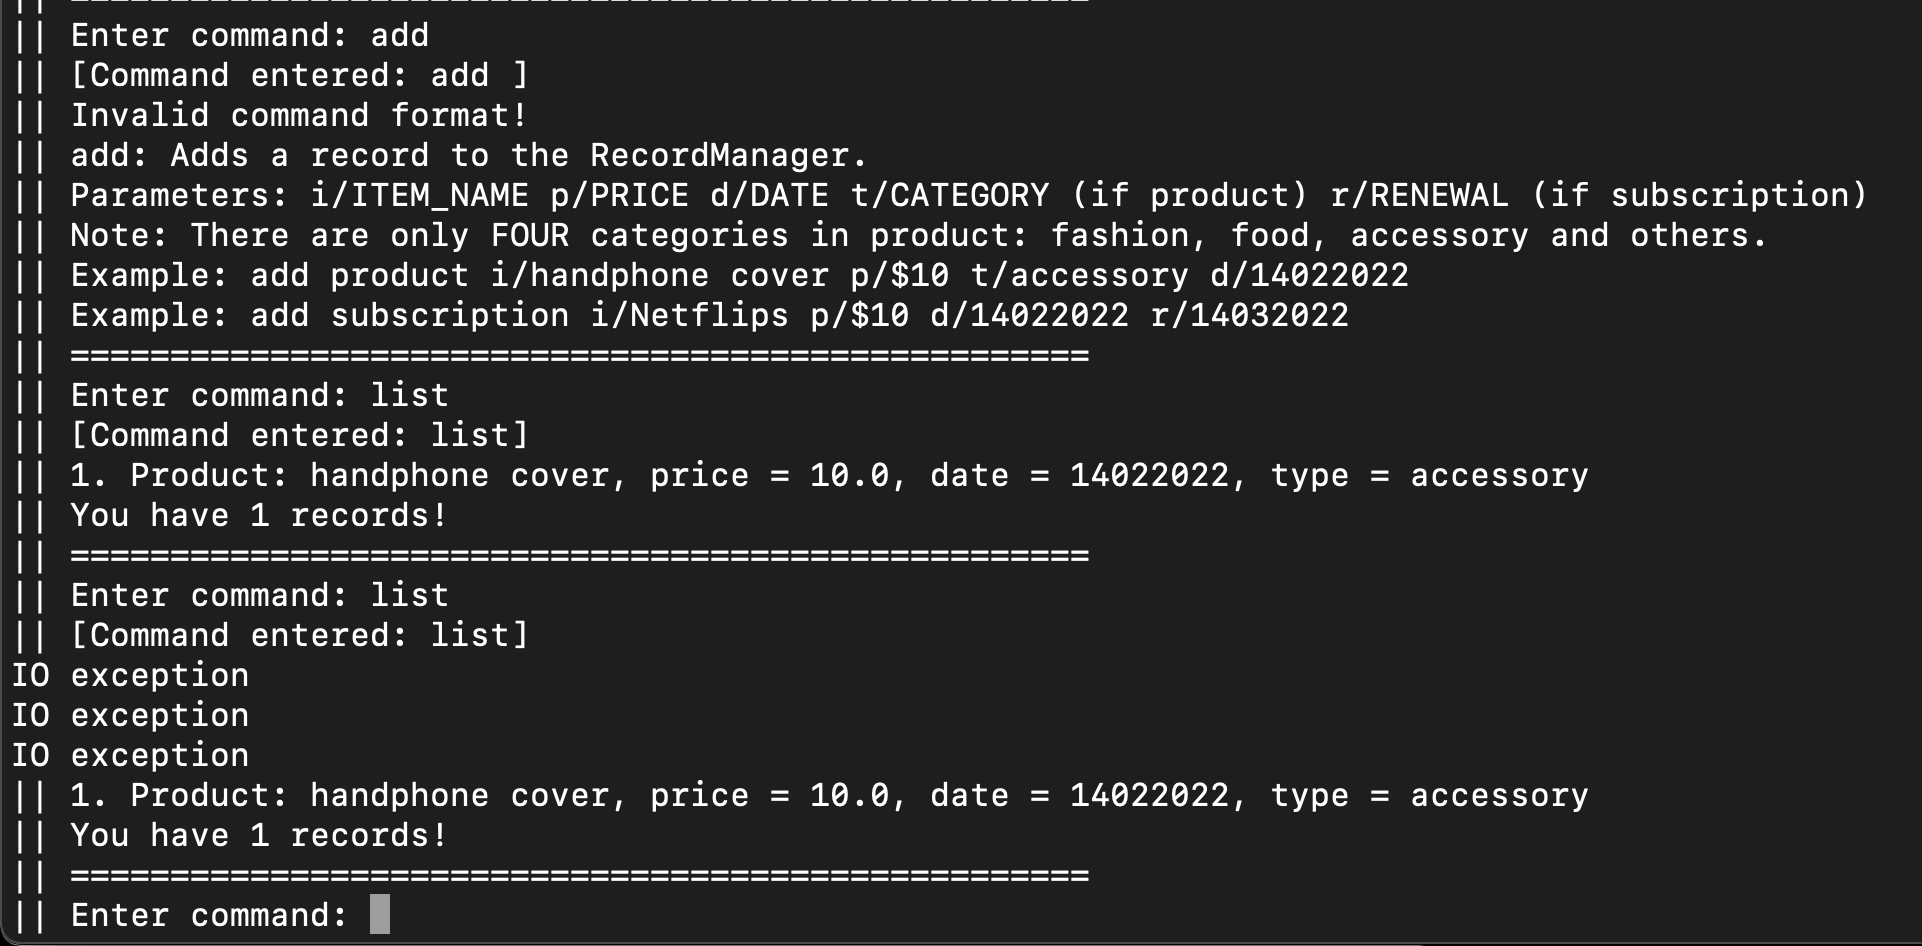 || ===================================================
|| Enter command: add
|| [Command entered: add ]
|| Invalid command format!
|| add: Adds a record to the RecordManager.
|| Parameters: i/ITEM_NAME p/PRICE d/DATE t/CATEGORY (if product) r/RENEWAL (if subscription)
|| Note: There are only FOUR categories in product: fashion, food, accessory and others.
|| Example: add product i/handphone cover p/$10 t/accessory d/14022022
|| Example: add subscription i/Netflips p/$10 d/14022022 r/14032022
|| ===================================================
|| Enter command: list
|| [Command entered: list]
|| 1. Product: handphone cover, price = 10.0, date = 14022022, type = accessory
|| You have 1 records!
|| ===================================================
|| Enter command: list
|| [Command entered: list]
IO exception
IO exception
IO exception
|| 1. Product: handphone cover, price = 10.0, date = 14022022, type = accessory
|| You have 1 records!
|| ===================================================
|| Enter command: